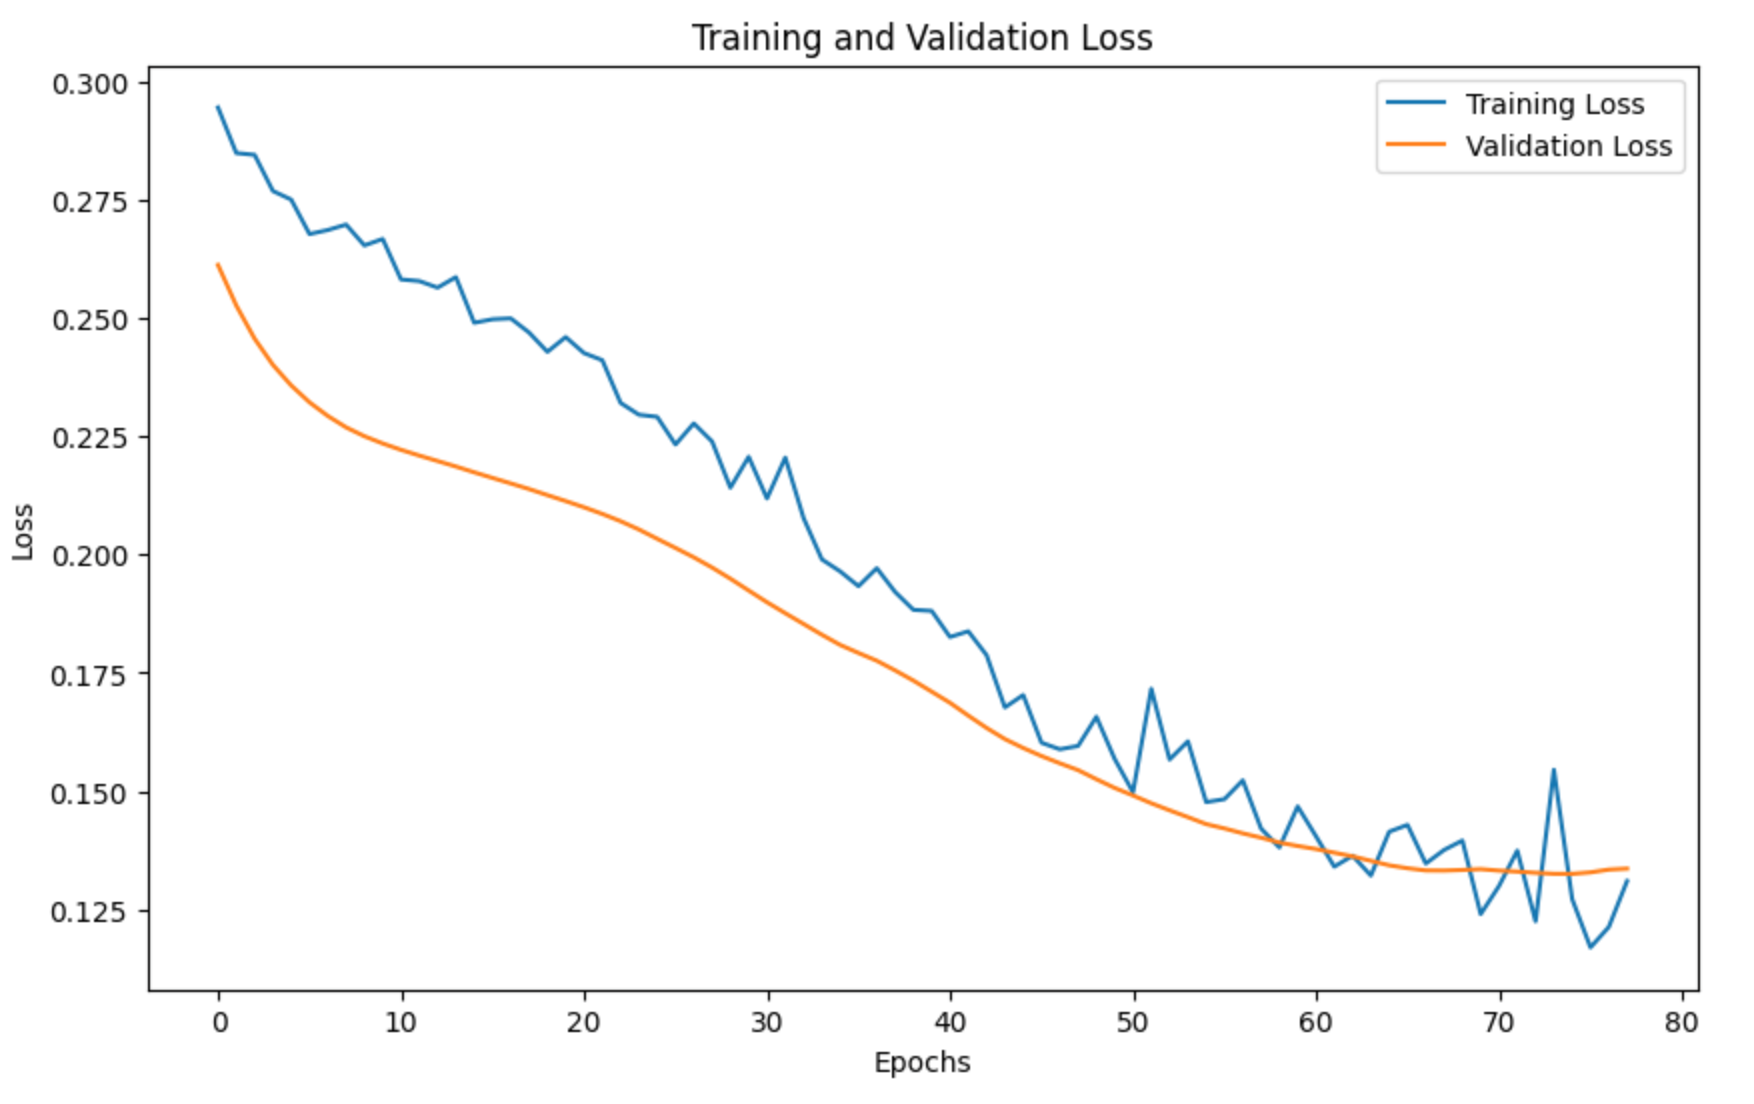 Training and Validation Loss
Training Loss
Validation Loss
Loss
0.300
0.275
0.250
0.225
0.200
0.175
0.150
0.125
0 10 20 30 40 50 60 70 80
Epochs